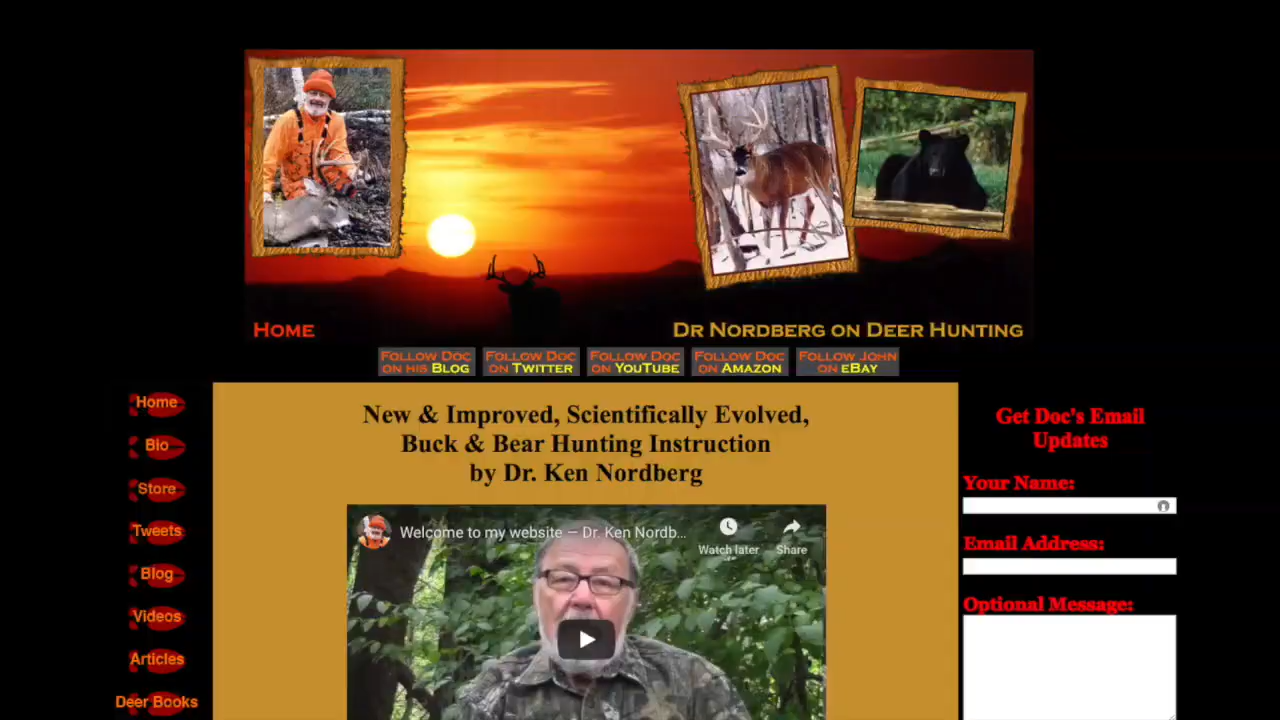 Home
Dr Nordberg on Deer Hunting
Follow Doc
on his Blog
Follow Doc
on Twitter
Follow Doc
on YouTube
Follow Doc
on Amazon
Follow John
on eBay
Home
Bio
Store
Tweets
Blog
Videos
Articles
Deer Books
New & Improved, Scientifically Evolved,
Buck & Bear Hunting Instruction
by Dr. Ken Nordberg
Welcome to my website — Dr. Ken Nordb...
Watch later
Share
Get Doc's Email
Updates
Your Name:
Email Address:
Optional Message: